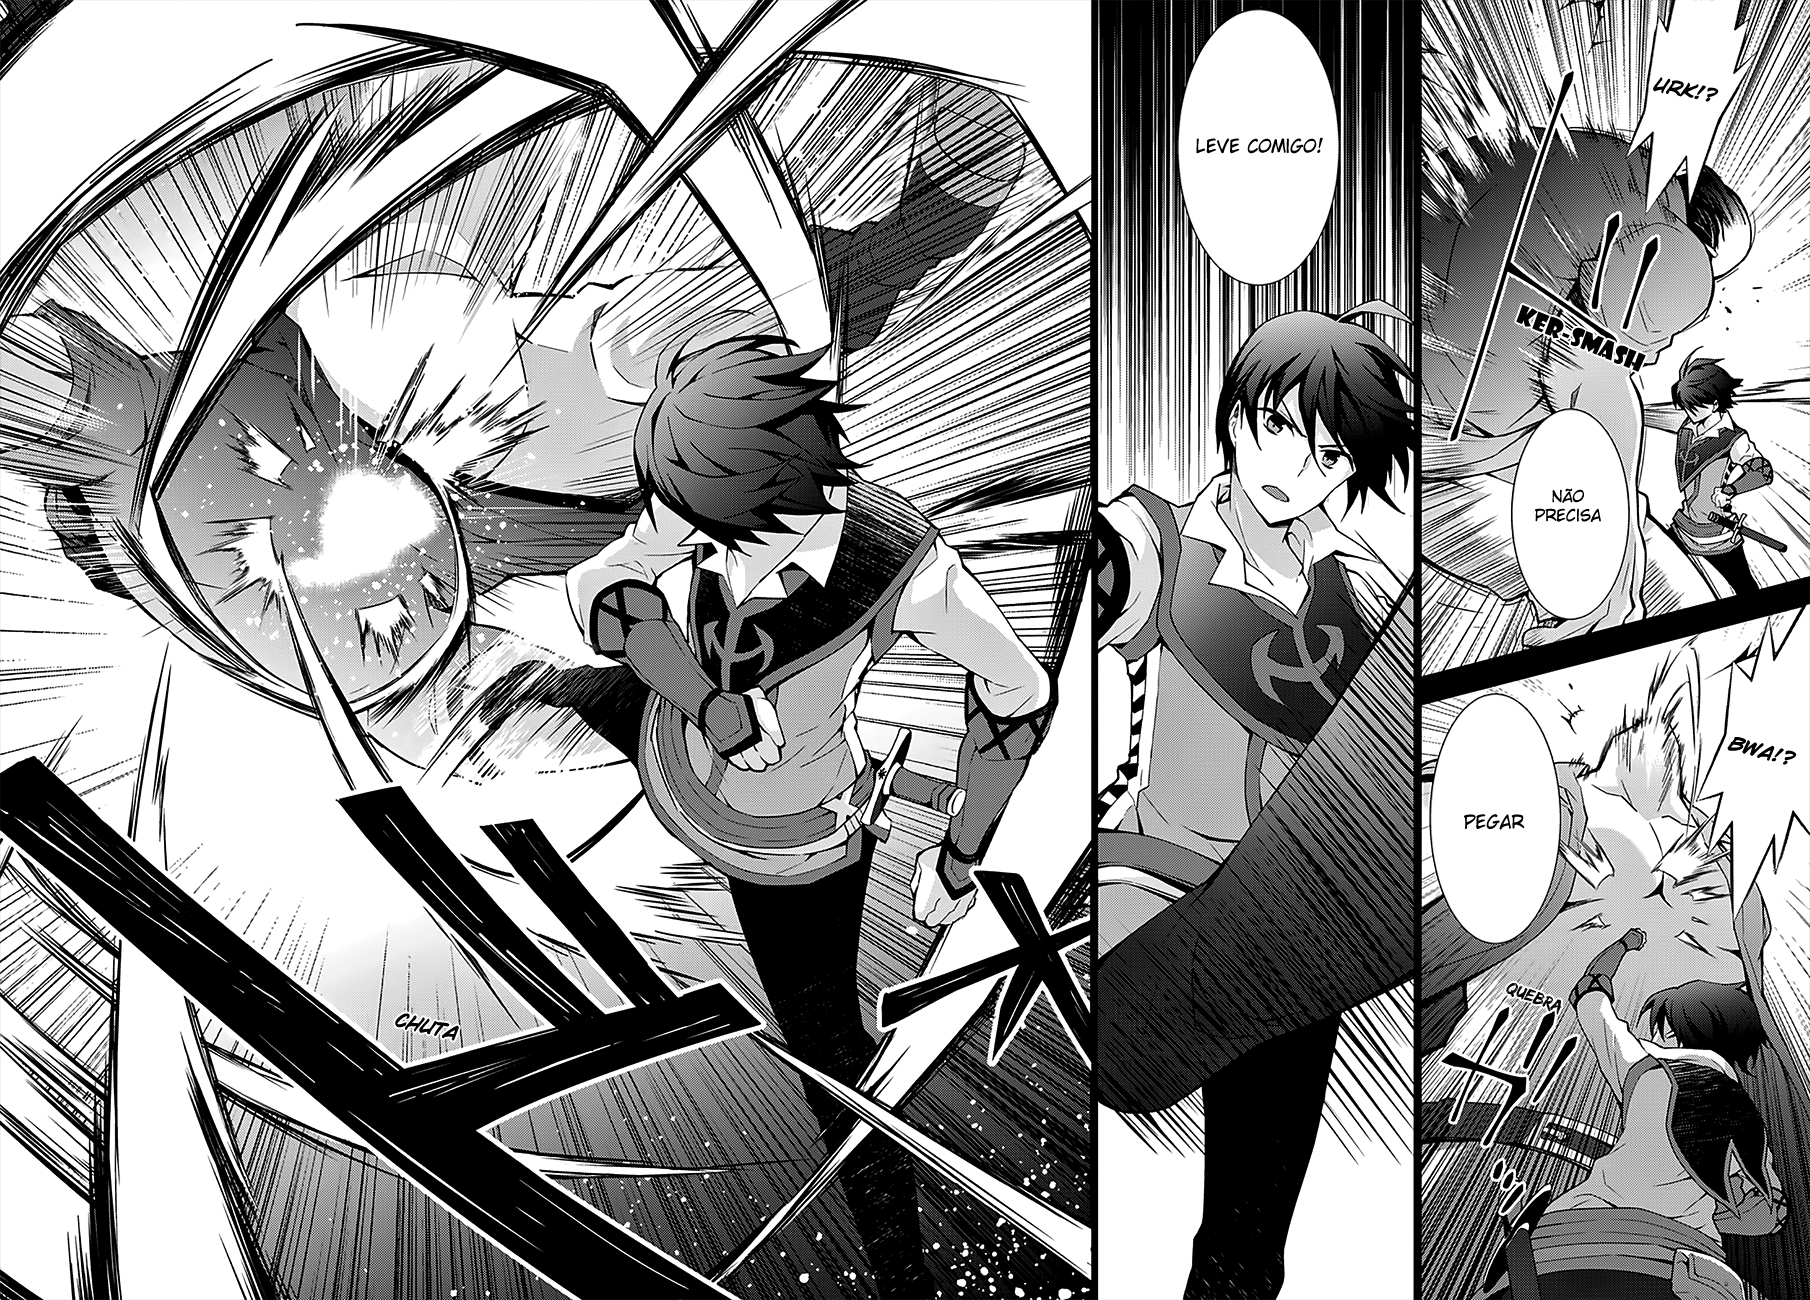 URK!?
KER-SMASH
NÃO
PRECISA
BWA!?
PEGAR
QUEBRA
LEVE COMIGO!
CHUTA